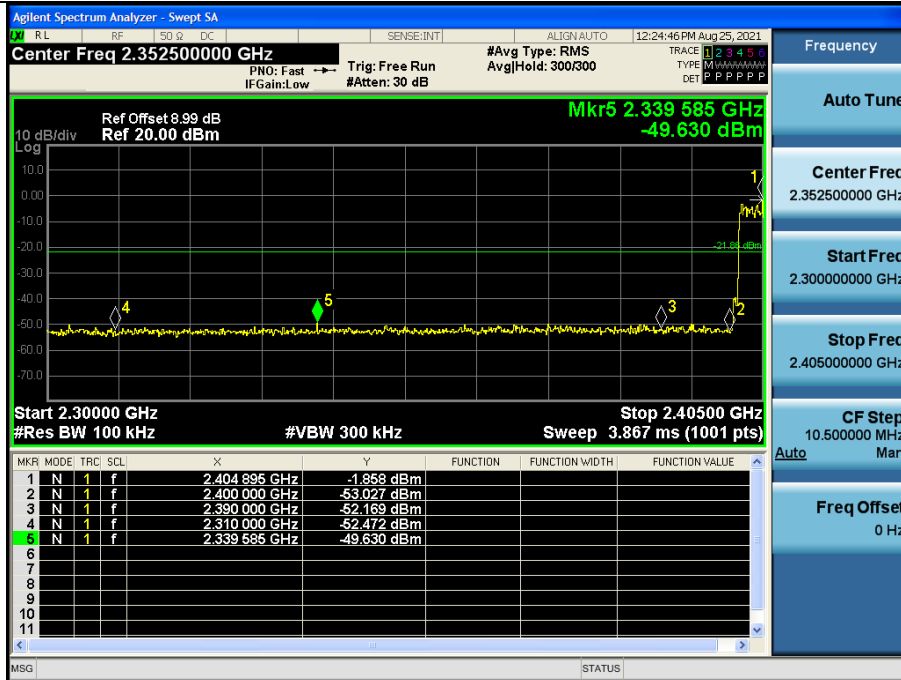 Agilent Spectrum Analyzer - Swept SA
LXI RL RF 50 Ω DC SENSE:INT ALIGN AUTO 12:24:46 PM Aug 25, 2021
Center Freq 2.352500000 GHz
PNO: Fast
IFGain:Low
Trig: Free Run
#Atten: 30 dB
#Avg Type: RMS
Avg|Hold: 300/300
TRACE 1 2 3 4 5 6
TYPE M WWWWW
DET P P P P P P
Frequency
Auto Tune
Center Freq
2.352500000 GHz
Start Freq
2.300000000 GHz
Stop Freq
2.405000000 GHz
CF Step
10.500000 MHz
Auto Man
Freq Offset
0 Hz
Mkr5 2.339 585 GHz
-49.630 dBm
Ref Offset 8.99 dB
10 dB/div Ref 20.00 dBm
Log
10.0
0.00
-10.0
-20.0
-30.0
-40.0
-50.0
-60.0
-70.0
1
-21.86 dBm
4
5
3
2
Start 2.30000 GHz Stop 2.40500 GHz
#Res BW 100 kHz #VBW 300 kHz Sweep 3.867 ms (1001 pts)
MKR MODE TRC SCL X Y FUNCTION FUNCTION WIDTH FUNCTION VALUE
1 N 1 f 2.404 895 GHz -1.858 dBm
2 N 1 f 2.400 000 GHz -53.027 dBm
3 N 1 f 2.390 000 GHz -52.169 dBm
4 N 1 f 2.310 000 GHz -52.472 dBm
5 N 1 f 2.339 585 GHz -49.630 dBm
6
7
8
9
10
11
MSG STATUS